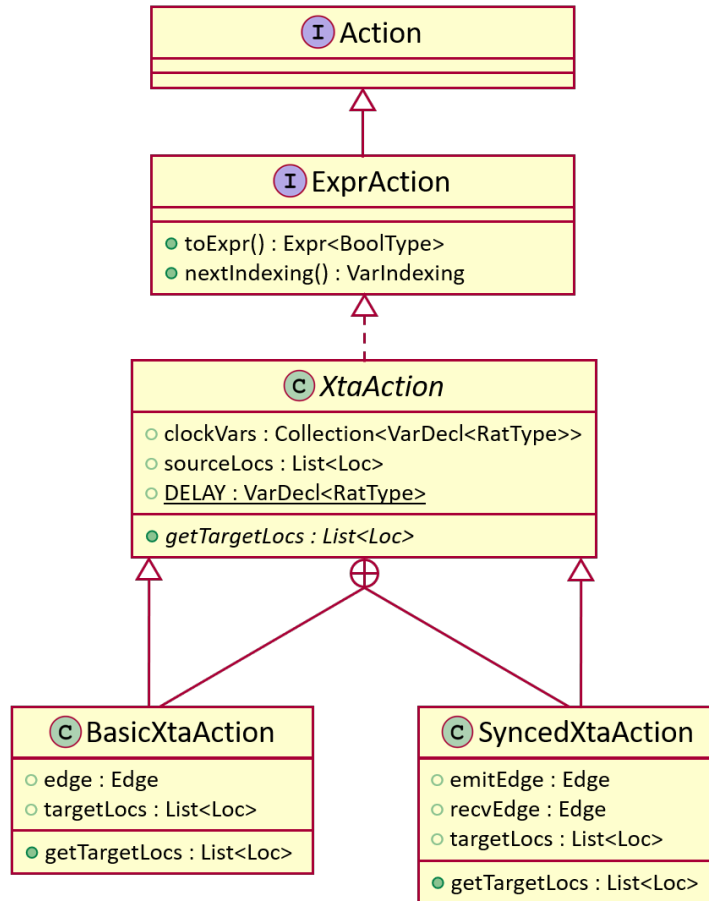 I Action
I ExprAction
toExpr() : Expr<BoolType>
nextIndexing() : VarIndexing
C XtaAction
clockVars : Collection<VarDecl<RatType>>
sourceLocs : List<Loc>
DELAY : VarDecl<RatType>
getTargetLocs : List<Loc>
C BasicXtaAction
edge : Edge
targetLocs : List<Loc>
getTargetLocs : List<Loc>
C SyncedXtaAction
emitEdge : Edge
recvEdge : Edge
targetLocs : List<Loc>
getTargetLocs : List<Loc>